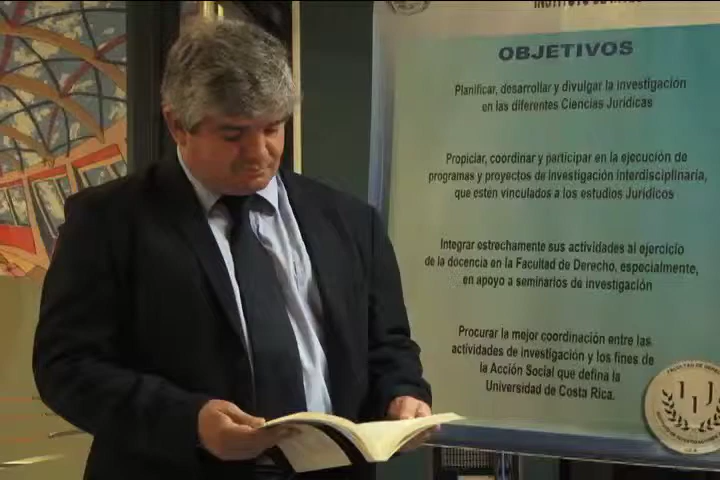 OBJETIVOS
Planificar, desarrollar y divulgar la investigación
en las diferentes Ciencias Jurídicas
Propiciar, coordinar y participar en la ejecución de
programas y proyectos de investigación interdisciplinaria,
que estén vinculados a los estudios Jurídicos
Integrar estrechamente sus actividades al ejercicio
de la docencia en la Facultad de Derecho, especialmente,
en apoyo a seminarios de investigación
Procurar la mejor coordinación entre las
actividades de investigación y los fines de
la Acción Social que defina la
Universidad de Costa Rica.
IIJ